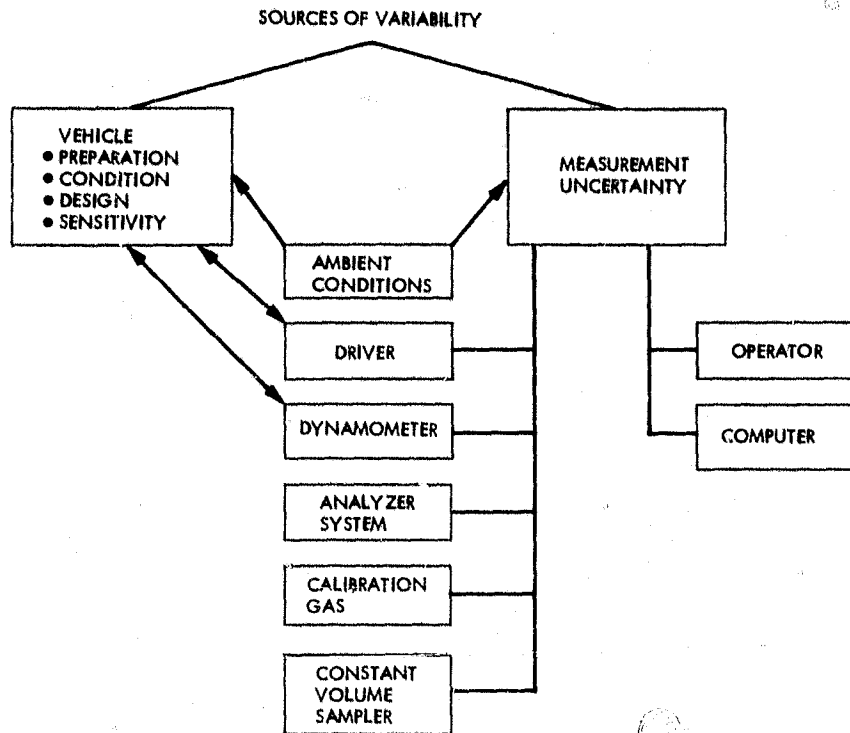 SOURCES OF VARIABILITY
VEHICLE
• PREPARATION
• CONDITION
• DESIGN
• SENSITIVITY
MEASUREMENT
UNCERTAINTY
AMBIENT
CONDITIONS
DRIVER
OPERATOR
DYNAMOMETER
COMPUTER
ANALYZER
SYSTEM
CALIBRATION
GAS
CONSTANT
VOLUME
SAMPLER